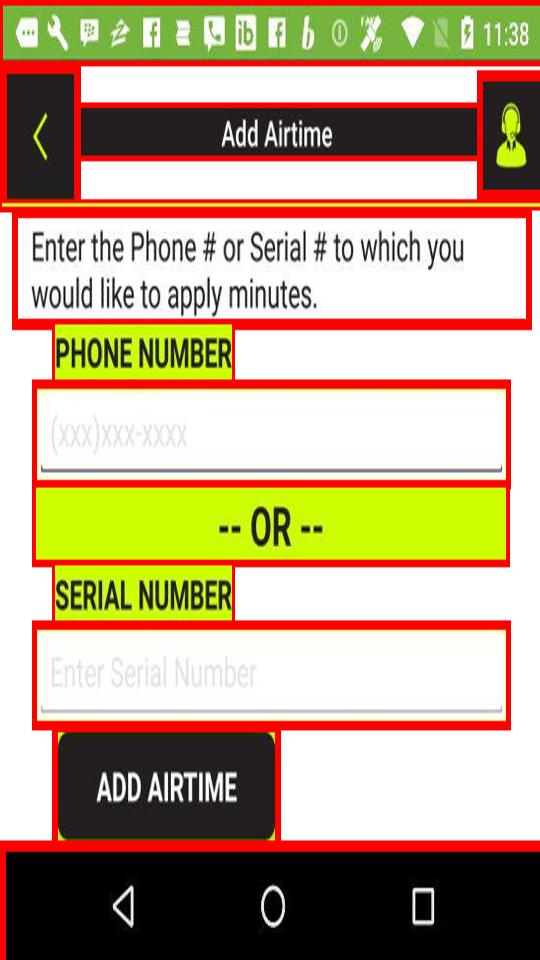 11:38
Add Airtime
Enter the Phone # or Serial # to which you
would like to apply minutes.
PHONE NUMBER
(xxx)xxx-xxxx
-- OR --
SERIAL NUMBER
Enter Serial Number
ADD AIRTIME